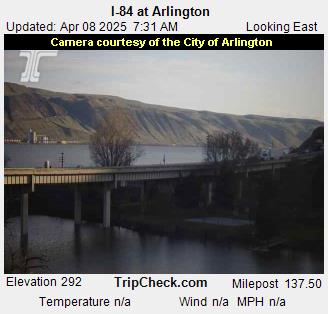 I-84 at Arlington
Updated: Apr 08 2025 7:31 AM Looking East
Camera courtesy of the City of Arlington
Elevation 292 TripCheck.com Milepost 137.50
Temperature n/a Wind n/a MPH n/a